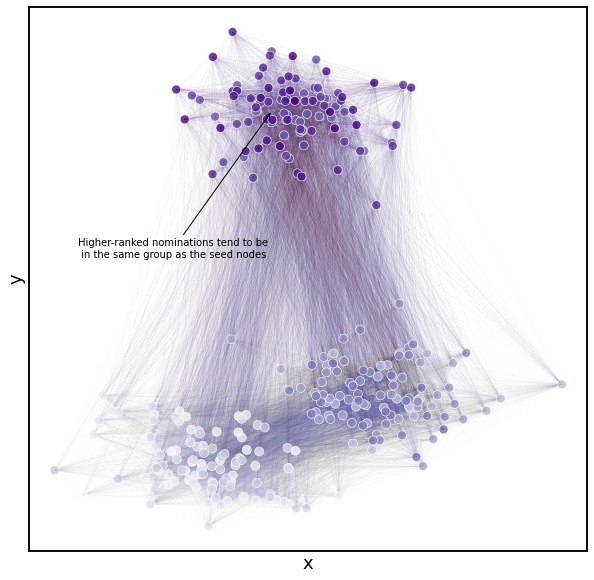 Higher-ranked nominations tend to be
in the same group as the seed nodes
y
x